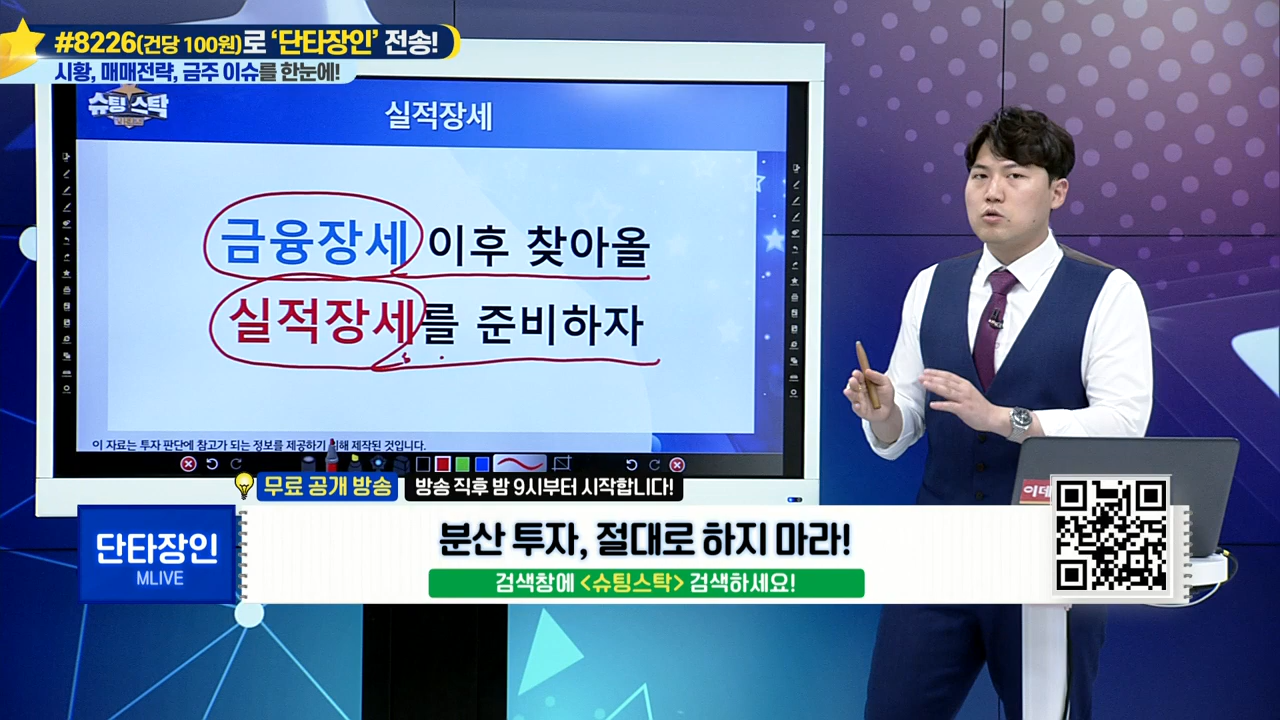 #8226(건당 100원)로 '단타장인' 전송!
시황, 매매전략, 금주 이슈를 한눈에!
슈팅스탁
실적장세
금융장세 이후 찾아올
실적장세를 준비하자
이 자료는 투자 판단에 참고가 되는 정보를 제공하기 위해 제작된 것입니다.
무료 공개 방송
방송 직후 밤 9시부터 시작합니다!
단타장인
MLIVE
분산 투자, 절대로 하지 마라!
검색창에 <슈팅스탁> 검색하세요!
이데